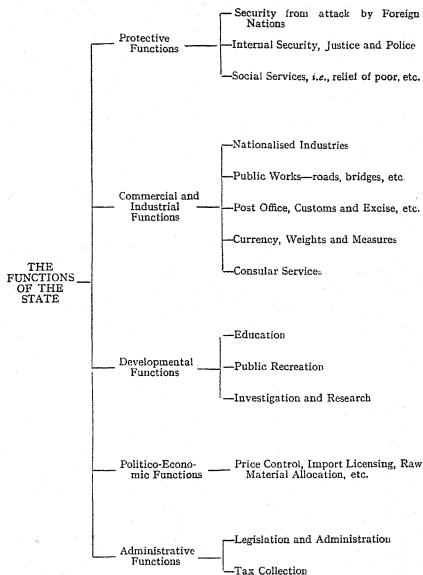 Security from attack by Foreign
Nations
Protective
Functions
Internal Security, Justice and Police
Social Services, i.e., relief of poor, etc.
Nationalised Industries
Public Works—roads, bridges, etc
Commercial and
Industrial
Functions
Post Office, Customs and Excise, etc.
Currency, Weights and Measures
Consular Services
THE
FUNCTIONS
OF THE
STATE
Education
Developmental
Functions
Public Recreation
Investigation and Research
Politico-Econo-
mic Functions
Price Control, Import Licensing, Raw
Material Allocation, etc.
Legislation and Administration
Administrative
Functions
Tax Collection